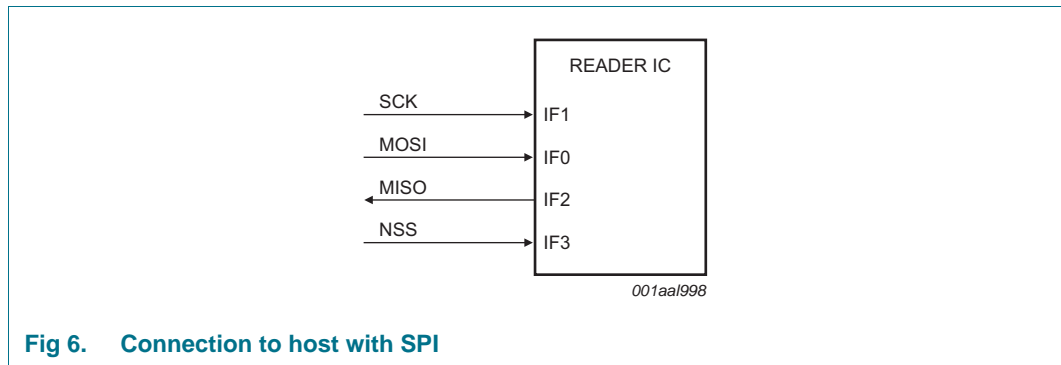 READER IC
SCK
IF1
MOSI
IF0
MISO
IF2
NSS
IF3
001aal998
Fig 6. Connection to host with SPI